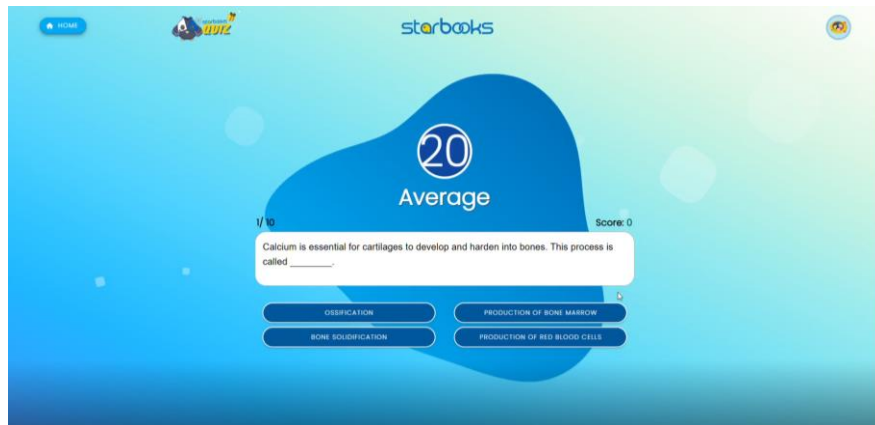 HOME
QUIZ
starbooks
20
Average
1/ 10
Score: 0
Calcium is essential for cartilages to develop and harden into bones. This process is
called ________.
OSSIFICATION
PRODUCTION OF BONE MARROW
BONE SOLIDIFICATION
PRODUCTION OF RED BLOOD CELLS